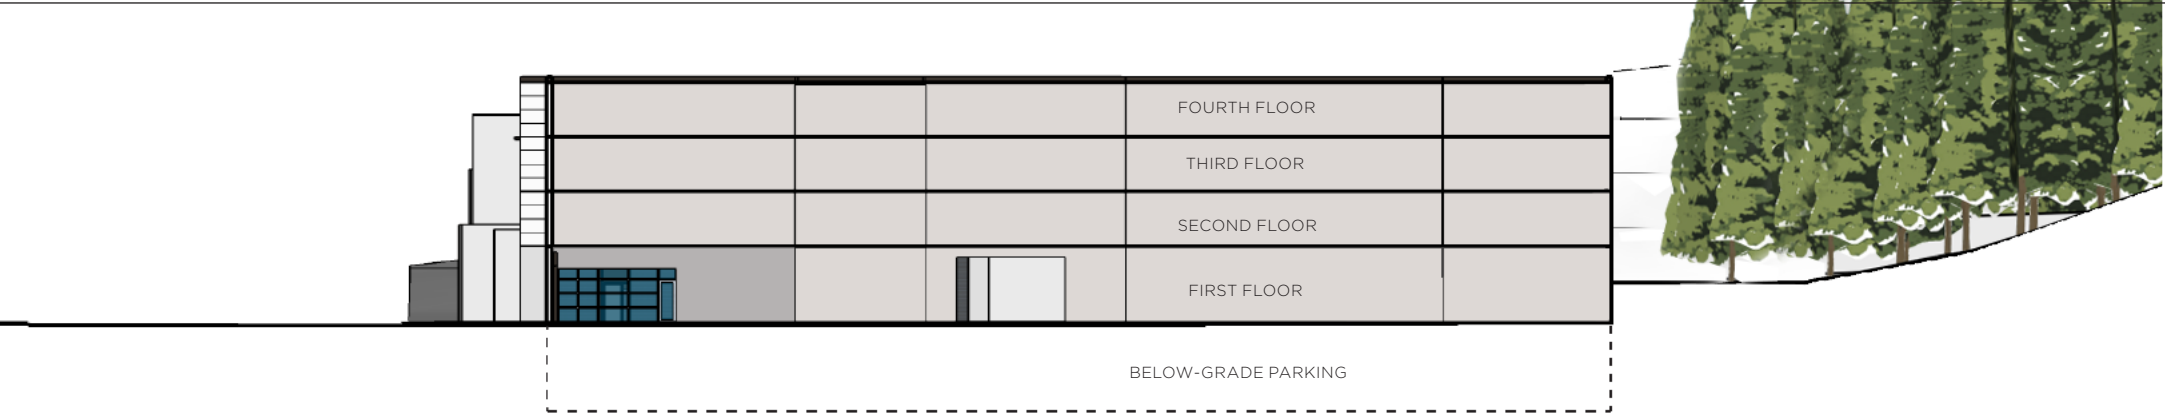 FOURTH FLOOR
THIRD FLOOR
SECOND FLOOR
FIRST FLOOR
BELOW-GRADE PARKING